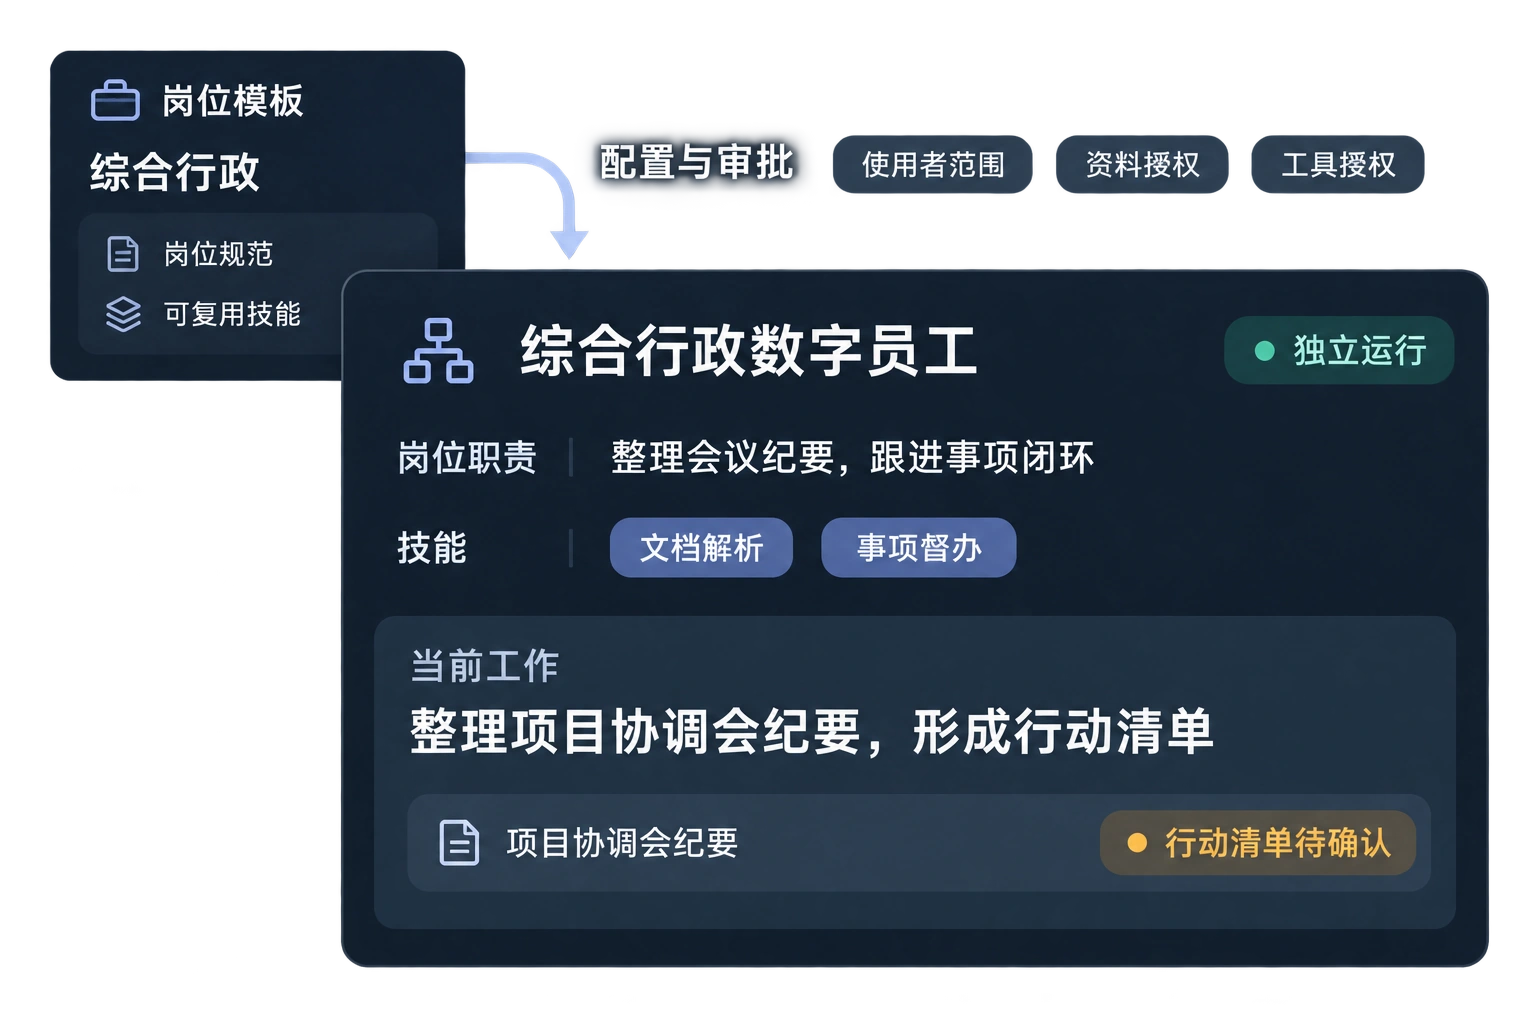 岗位模板
综合行政
岗位规范
可复用技能
配置与审批 使用者范围 资料授权 工具授权
综合行政数字员工 独立运行
岗位职责 整理会议纪要，跟进事项闭环
技能 文档解析 事项督办
当前工作
整理项目协调会纪要，形成行动清单
项目协调会纪要 行动清单待确认